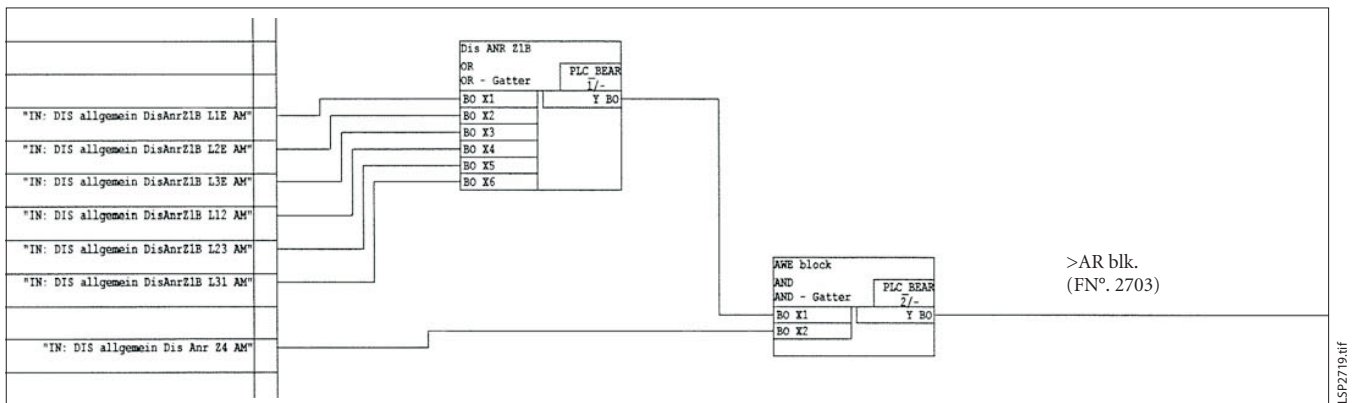 Dis ANR Z1B
OR
OR - Gatter
PLC_BEAR
1/-
BO X1
Y BO
BO X2
BO X3
BO X4
BO X5
BO X6
"IN: DIS allgemein DisAnrZ1B L1E AM"
"IN: DIS allgemein DisAnrZ1B L2E AM"
"IN: DIS allgemein DisAnrZ1B L3E AM"
"IN: DIS allgemein DisAnrZ1B L12 AM"
"IN: DIS allgemein DisAnrZ1B L23 AM"
"IN: DIS allgemein DisAnrZ1B L31 AM"
"IN: DIS allgemein Dis Anr Z4 AM"
AWE block
AND
AND - Gatter
PLC_BEAR
2/-
BO X1
Y BO
BO X2
>AR blk.
(FNº. 2703)
LSP2719.tif